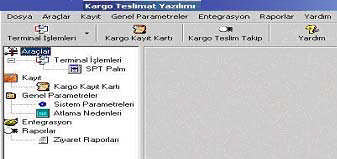 Kargo Teslimat Yazılımı
Dosya Araçlar Kayıt Genel Parametreler Entegrasyon Raporlar Yardım
Terminal İşlemleri Kargo Kayıt Kartı Kargo Teslim Takip Yardım
Araçlar
Terminal İşlemleri
SPT Palm
Kayıt
Kargo Kayıt Kartı
Genel Parametreler
Sistem Parametreleri
Atlama Nedenleri
Entegrasyon
Raporlar
Ziyaret Raporları